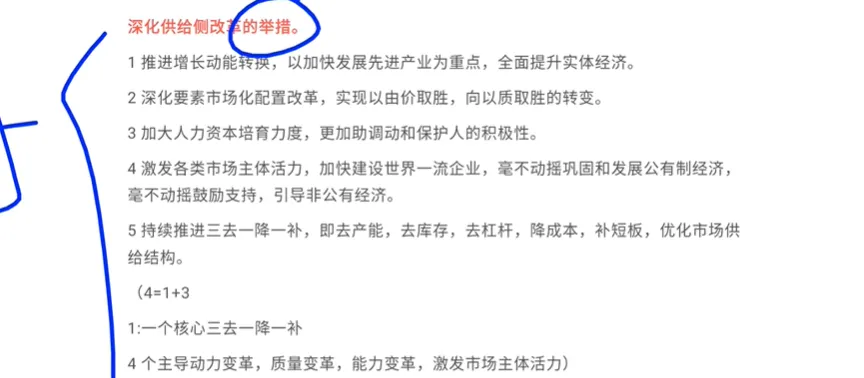 深化供给侧改革的举措。
1 推进增长动能转换，以加快发展先进产业为重点，全面提升实体经济。
2 深化要素市场化配置改革，实现以由价取胜，向以质取胜的转变。
3 加大人力资本培育力度，更加助调动和保护人的积极性。
4 激发各类市场主体活力，加快建设世界一流企业，毫不动摇巩固和发展公有制经济，
毫不动摇鼓励支持，引导非公有经济。
5 持续推进三去一降一补，即去产能，去库存，去杠杆，降成本，补短板，优化市场供
给结构。
（4=1+3
1:一个核心三去一降一补
4 个主导动力变革，质量变革，能力变革，激发市场主体活力）